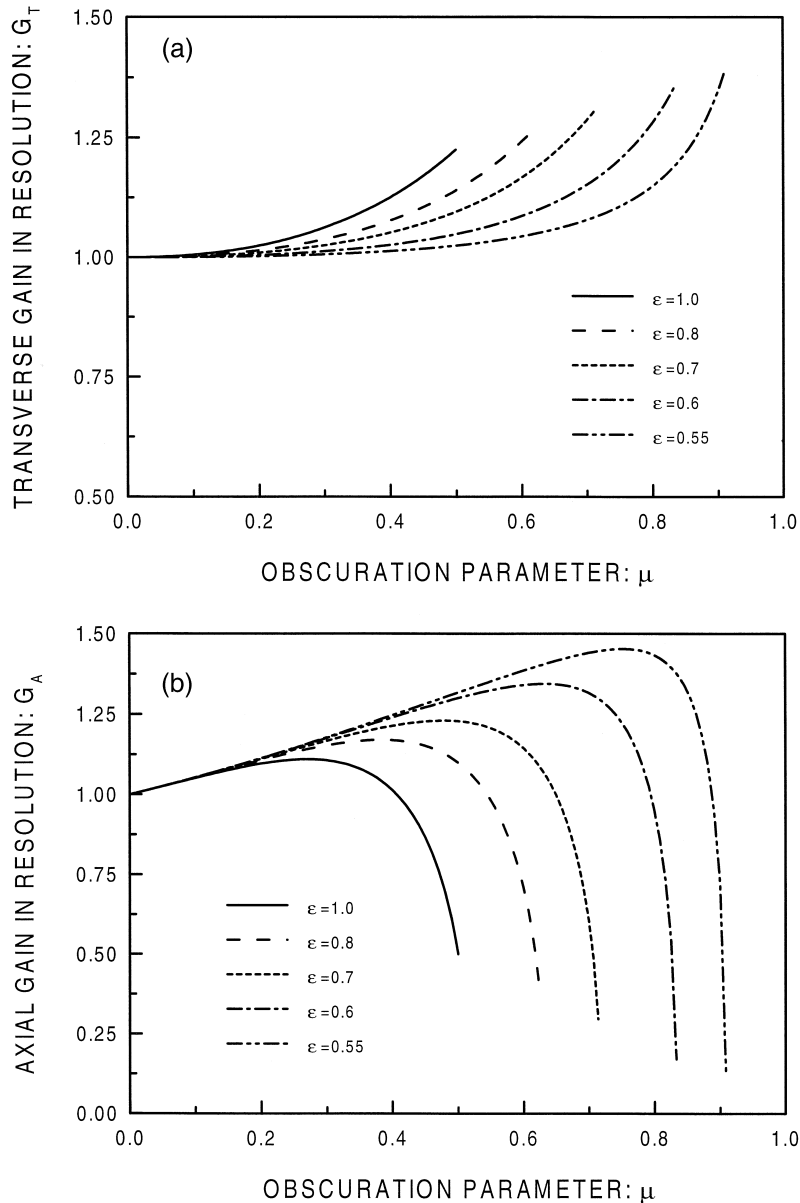 TRANSVERSE GAIN IN RESOLUTION: G_T
(a)
1.50
1.25
1.00
0.75
0.50
ε=1.0
ε=0.8
ε=0.7
ε=0.6
ε=0.55
0.0 0.2 0.4 0.6 0.8 1.0
OBSCURATION PARAMETER: μ
AXIAL GAIN IN RESOLUTION: G_A
(b)
1.50
1.25
1.00
0.75
0.50
0.25
0.00
ε=1.0
ε=0.8
ε=0.7
ε=0.6
ε=0.55
0.0 0.2 0.4 0.6 0.8 1.0
OBSCURATION PARAMETER: μ